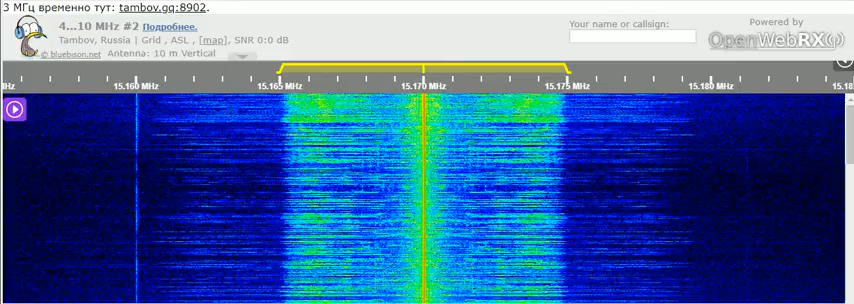 3 МГц временно тут: tambov.gq:8902.
4...10 MHz #2 Подробнее.
Tambov, Russia | Grid , ASL , [map], SNR 0:0 dB
© bluebison.net Antenna: 10 m Vertical
Your name or callsign:
Powered by
OpenWebRX
15.160 MHz 15.165 MHz 15.170 MHz 15.175 MHz 15.180 MHz